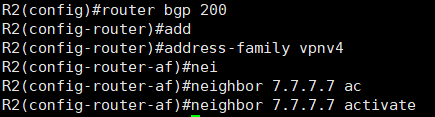 R2(config)#router bgp 200
R2(config-router)#add
R2(config-router)#address-family vpnv4
R2(config-router-af)#nei
R2(config-router-af)#neighbor 7.7.7.7 ac
R2(config-router-af)#neighbor 7.7.7.7 activate